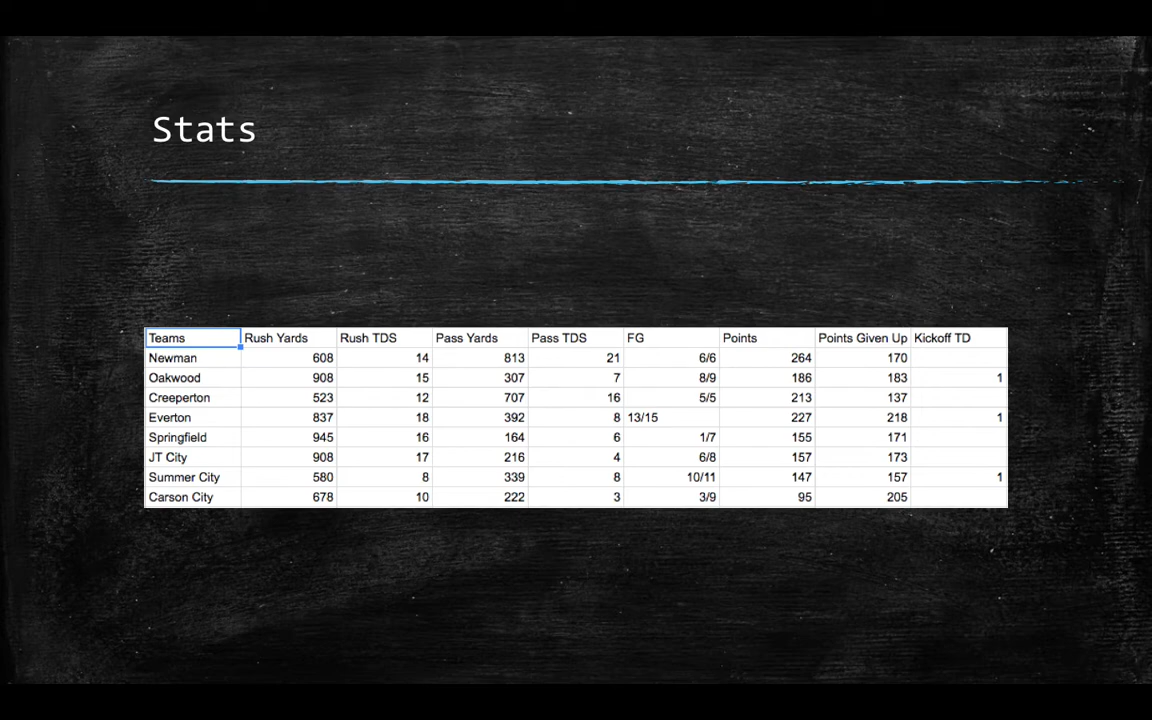 Stats
Teams Rush Yards Rush TDS Pass Yards Pass TDS FG Points Points Given Up Kickoff TD
Newman 608 14 813 21 6/6 264 170
Oakwood 908 15 307 7 8/9 186 183 1
Creeperton 523 12 707 16 5/5 213 137
Everton 837 18 392 8 13/15 227 218 1
Springfield 945 16 164 6 1/7 155 171
JT City 908 17 216 4 6/8 157 173
Summer City 580 8 339 8 10/11 147 157 1
Carson City 678 10 222 3 3/9 95 205